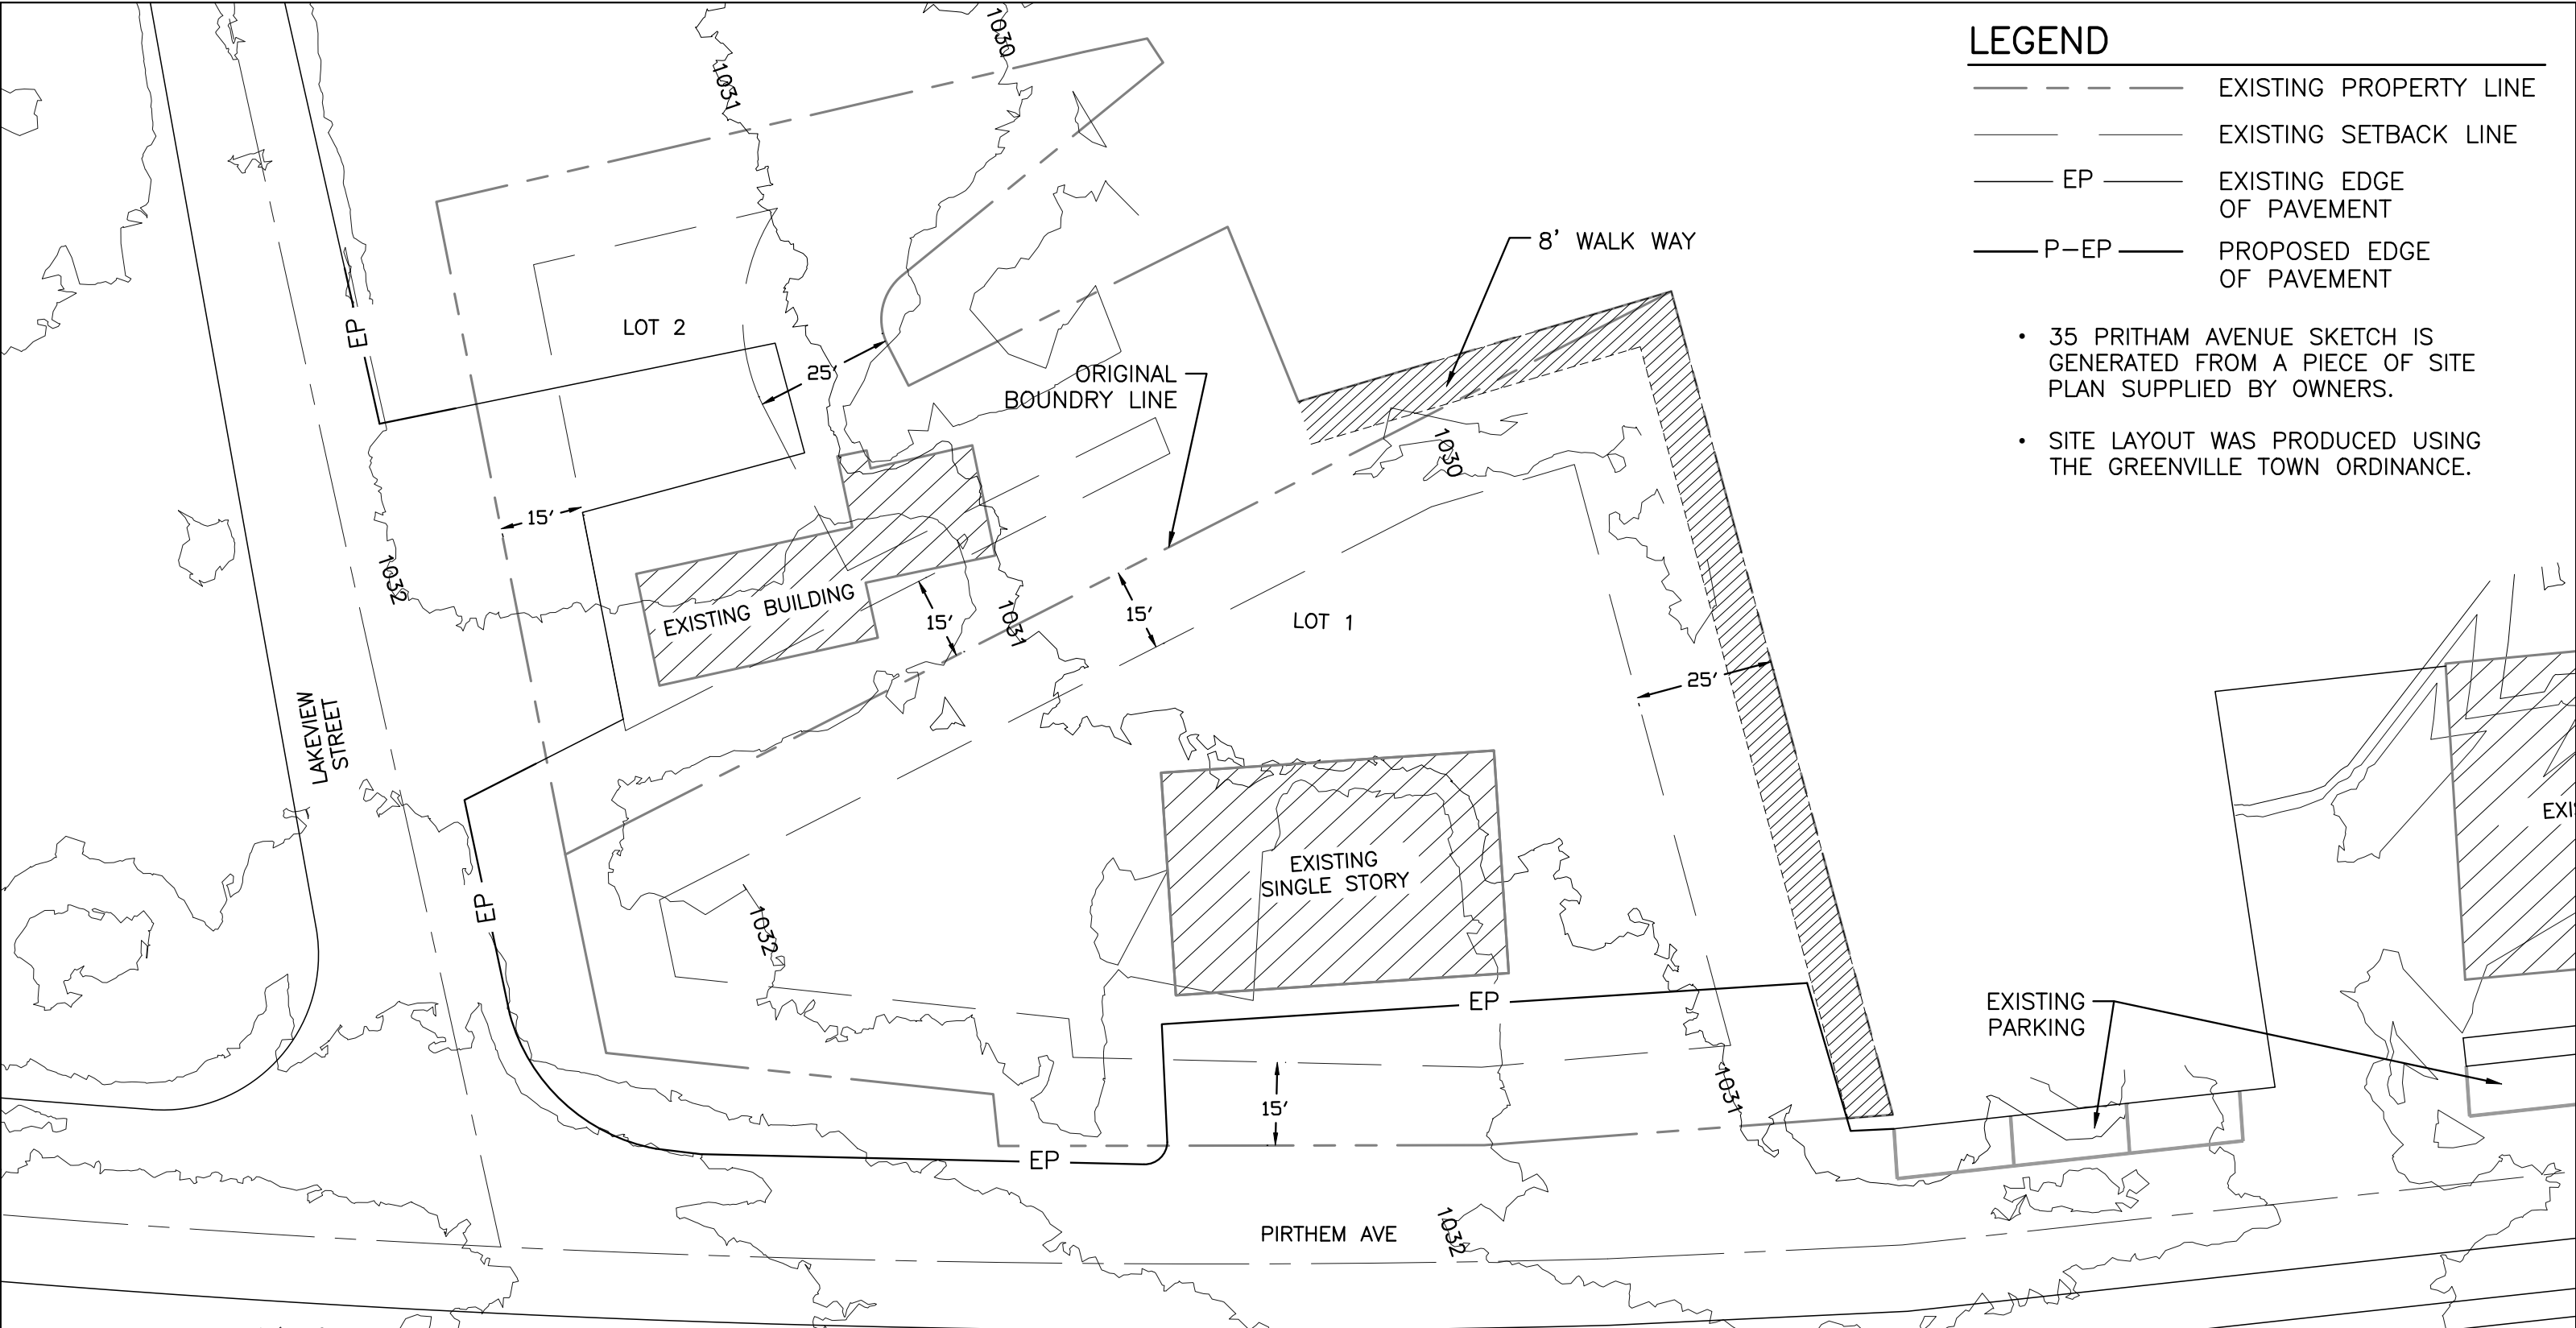 1030
1031
LEGEND
EXISTING PROPERTY LINE
EXISTING SETBACK LINE
EP
EXISTING EDGE
OF PAVEMENT
P-EP
PROPOSED EDGE
OF PAVEMENT
• 35 PRITHAM AVENUE SKETCH IS
GENERATED FROM A PIECE OF SITE
PLAN SUPPLIED BY OWNERS.
• SITE LAYOUT WAS PRODUCED USING
THE GREENVILLE TOWN ORDINANCE.
8' WALK WAY
EP
LOT 2
25'
ORIGINAL
BOUNDRY LINE
1030
15'
1032
EXISTING BUILDING
15'
1031
15'
LOT 1
25'
LAKEVIEW
STREET
EXI
EXISTING
SINGLE STORY
EP
1032
EP
EXISTING
PARKING
1031
15'
EP
PIRTHEM AVE
1032